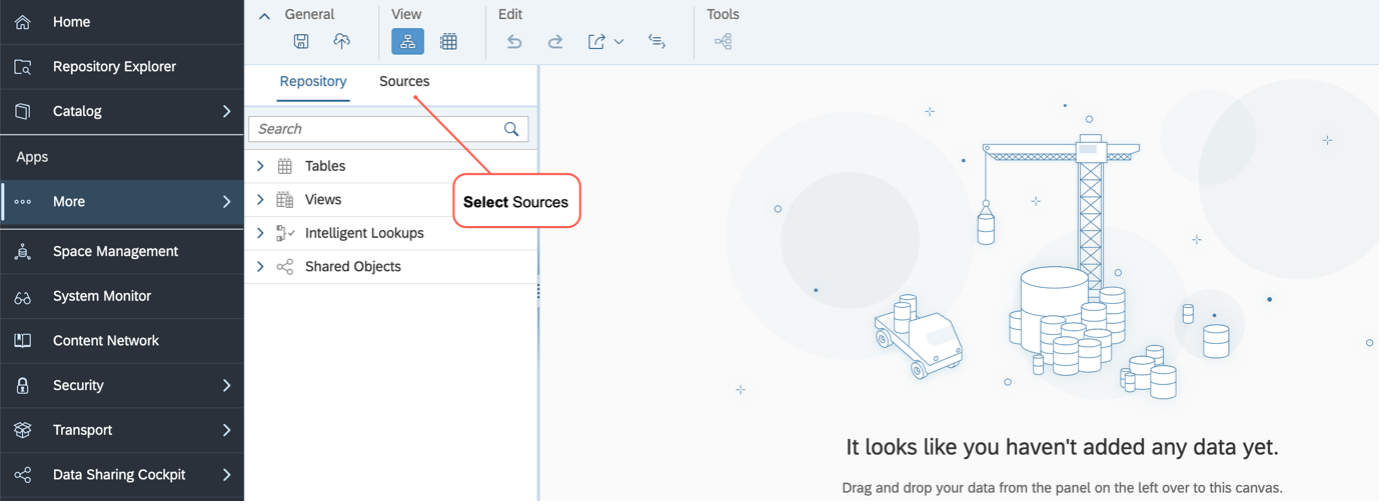 Home
Repository Explorer
Catalog
Apps
More
Space Management
System Monitor
Content Network
Security
Transport
Data Sharing Cockpit
General
View
Edit
Tools
Repository
Sources
Search
Tables
Views
Intelligent Lookups
Shared Objects
Select Sources
It looks like you haven't added any data yet.
Drag and drop your data from the panel on the left over to this canvas.